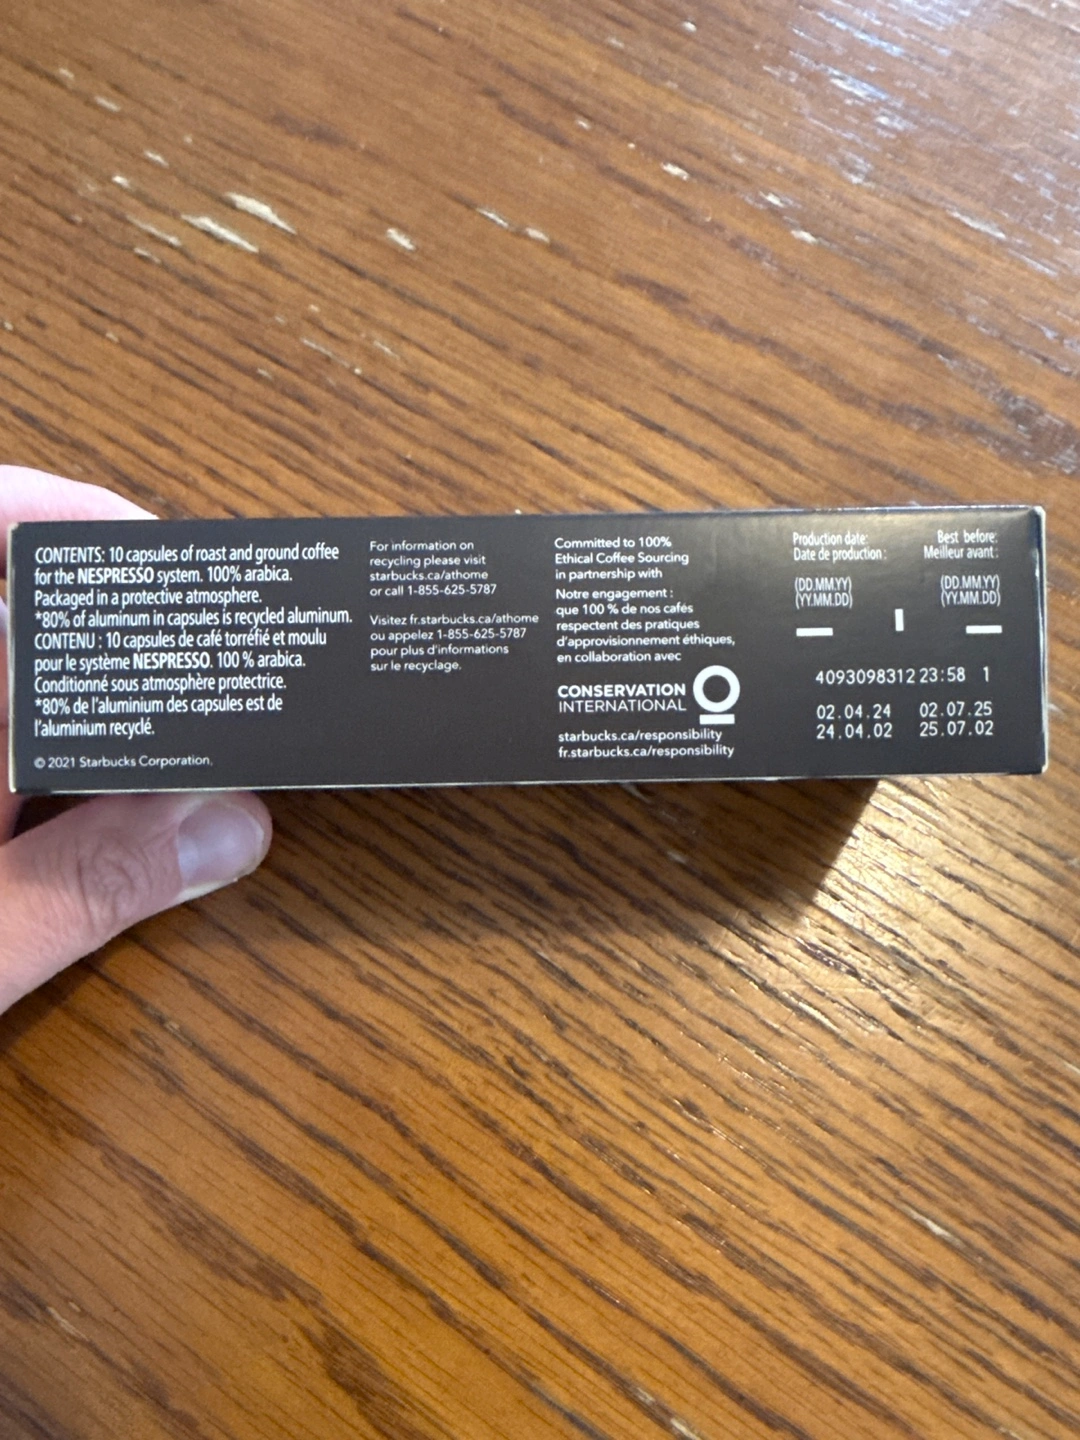 CONTENTS: 10 capsules of roast and ground coffee
for the NESPRESSO system. 100% arabica.
Packaged in a protective atmosphere.
*80% of aluminum in capsules is recycled aluminum.
CONTENU : 10 capsules de café torréfié et moulu
pour le système NESPRESSO. 100 % arabica.
Conditionné sous atmosphère protectrice.
*80% de l'aluminium des capsules est de
l'aluminium recyclé.
© 2021 Starbucks Corporation.
For information on
recycling please visit
starbucks.ca/athome
or call 1-855-625-5787
Visitez fr.starbucks.ca/athome
ou appelez 1-855-625-5787
pour plus d'informations
sur le recyclage.
Committed to 100%
Ethical Coffee Sourcing
in partnership with
Notre engagement :
que 100 % de nos cafés
respectent des pratiques
d'approvisionnement éthiques,
en collaboration avec
CONSERVATION
INTERNATIONAL
starbucks.ca/responsibility
fr.starbucks.ca/responsibility
Production date:
Date de production :
(DD.MM.YY)
(YY.MM.DD)
Best before:
Meilleur avant :
(DD.MM.YY)
(YY.MM.DD)
4093098312 23:58 1
02.04.24 02.07.25
24.04.02 25.07.02